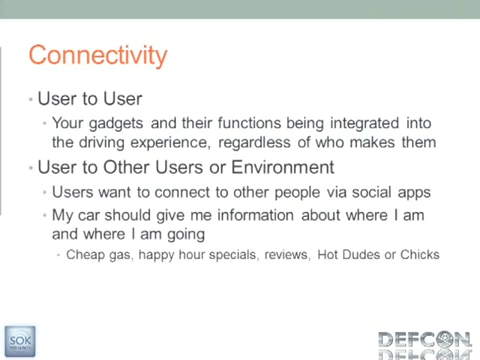 Connectivity
• User to User
• Your gadgets and their functions being integrated into
the driving experience, regardless of who makes them
• User to Other Users or Environment
• Users want to connect to other people via social apps
• My car should give me information about where I am
and where I am going
• Cheap gas, happy hour specials, reviews, Hot Dudes or Chicks
SOK
DEFCON